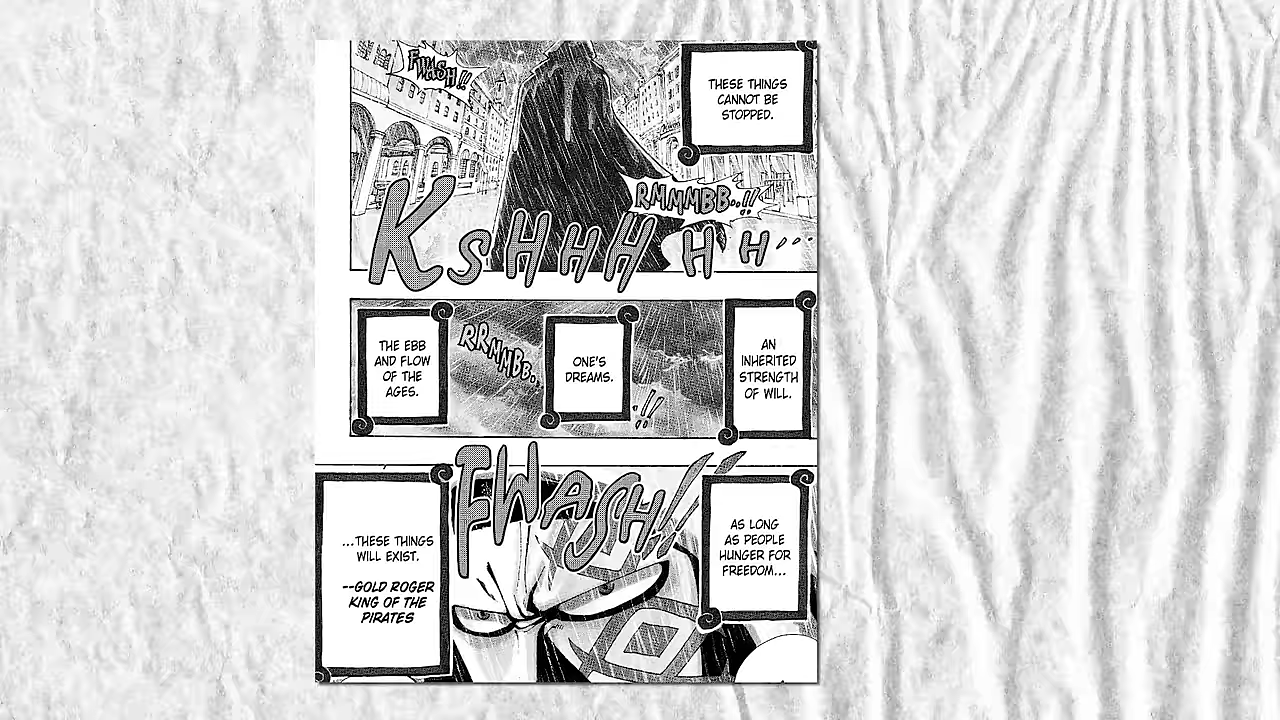 THESE THINGS
CANNOT BE
STOPPED.
FWASH!!
RMMMBB..!!
KSHHHHH...
AN
INHERITED
STRENGTH
OF WILL.
ONE'S
DREAMS.
RRMMBB..
..!!
THE EBB
AND FLOW
OF THE
AGES.
AS LONG
AS PEOPLE
HUNGER FOR
FREEDOM...
FWASH!!
...THESE THINGS
WILL EXIST.
--GOLD ROGER
KING OF THE
PIRATES